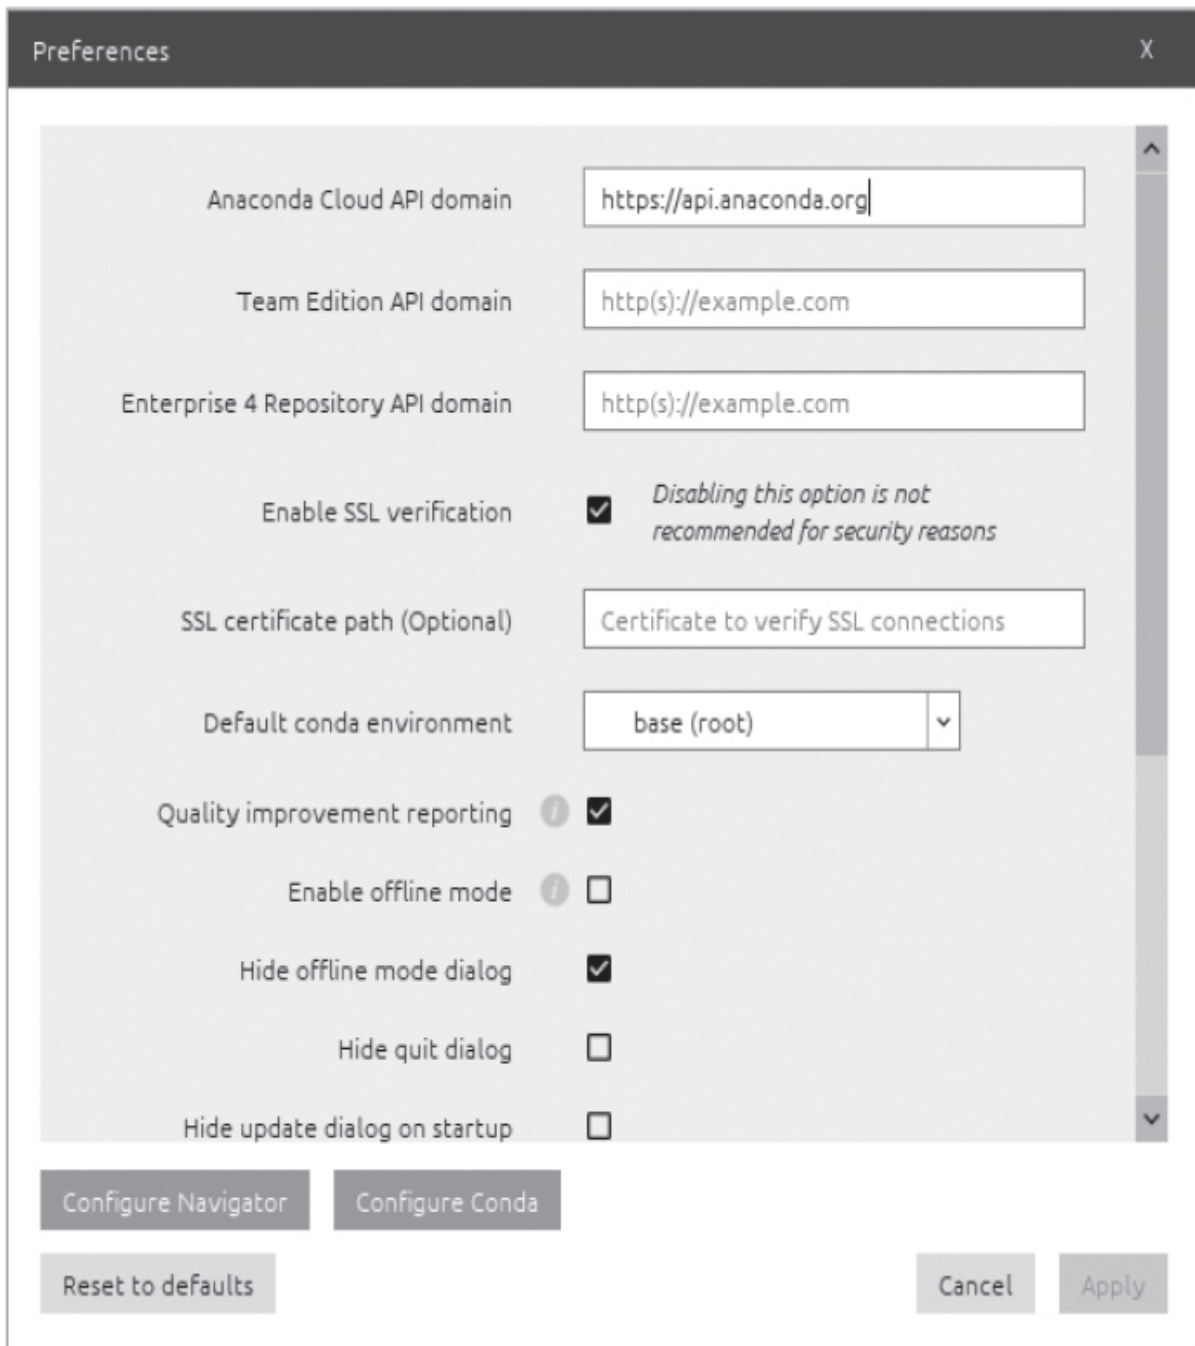 Preferences X
Anaconda Cloud API domain https://api.anaconda.org
Team Edition API domain http(s)://example.com
Enterprise 4 Repository API domain http(s)://example.com
Enable SSL verification Disabling this option is not
recommended for security reasons
SSL certificate path (Optional) Certificate to verify SSL connections
Default conda environment base (root)
Quality improvement reporting i
Enable offline mode i
Hide offline mode dialog
Hide quit dialog
Hide update dialog on startup
Configure Navigator Configure Conda
Reset to defaults Cancel Apply